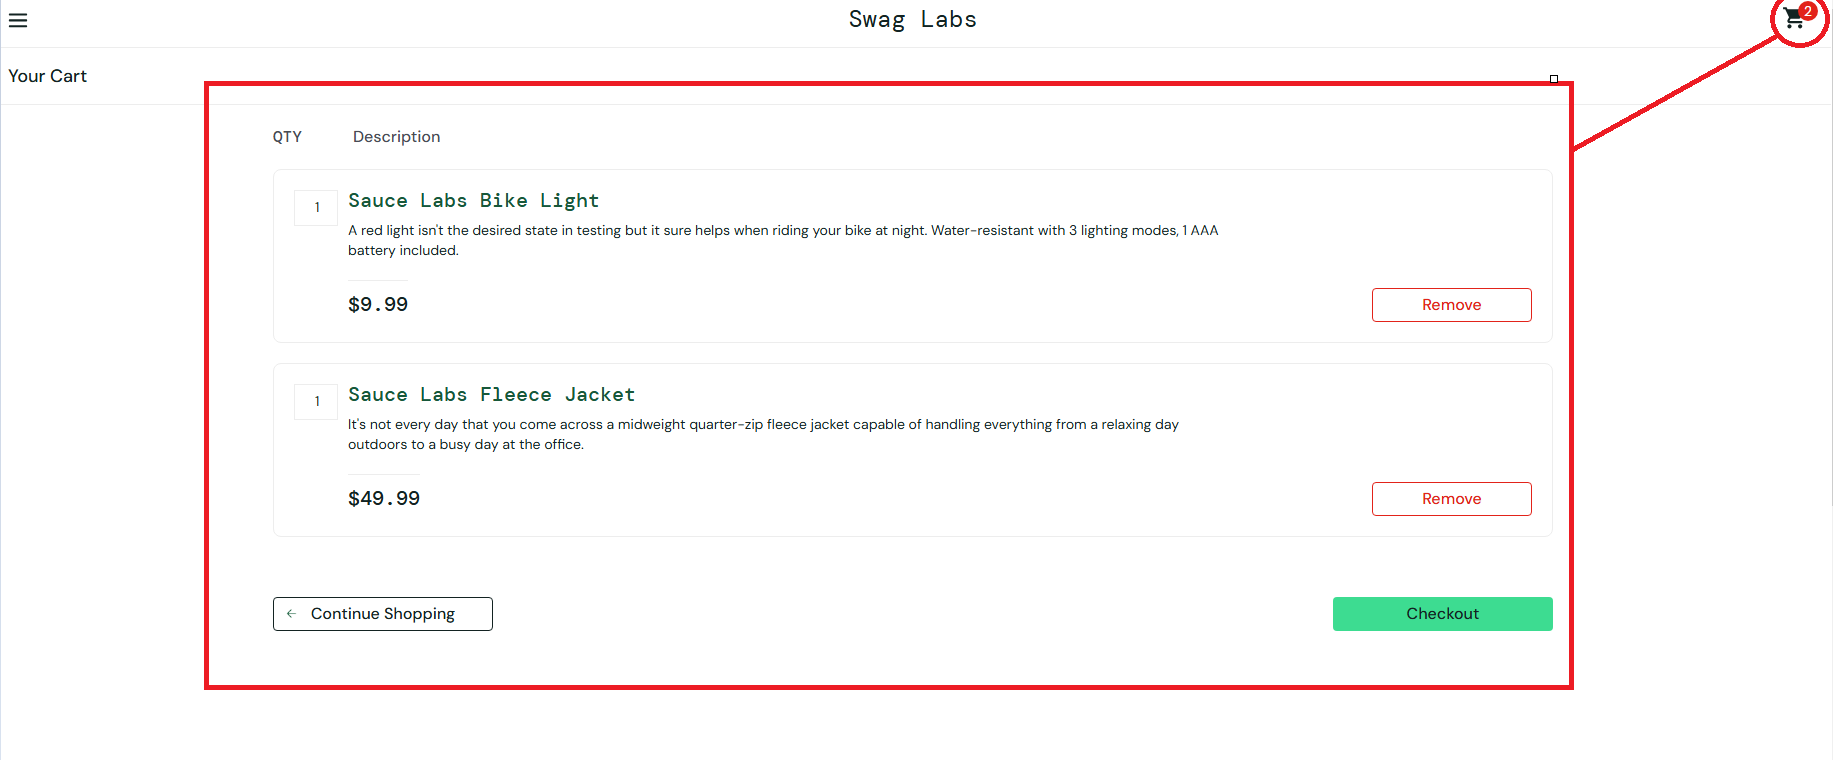 Swag Labs
2
Your Cart
QTY Description
1 Sauce Labs Bike Light
A red light isn't the desired state in testing but it sure helps when riding your bike at night. Water-resistant with 3 lighting modes, 1 AAA
battery included.
$9.99 Remove
1 Sauce Labs Fleece Jacket
It's not every day that you come across a midweight quarter-zip fleece jacket capable of handling everything from a relaxing day
outdoors to a busy day at the office.
$49.99 Remove
Continue Shopping Checkout